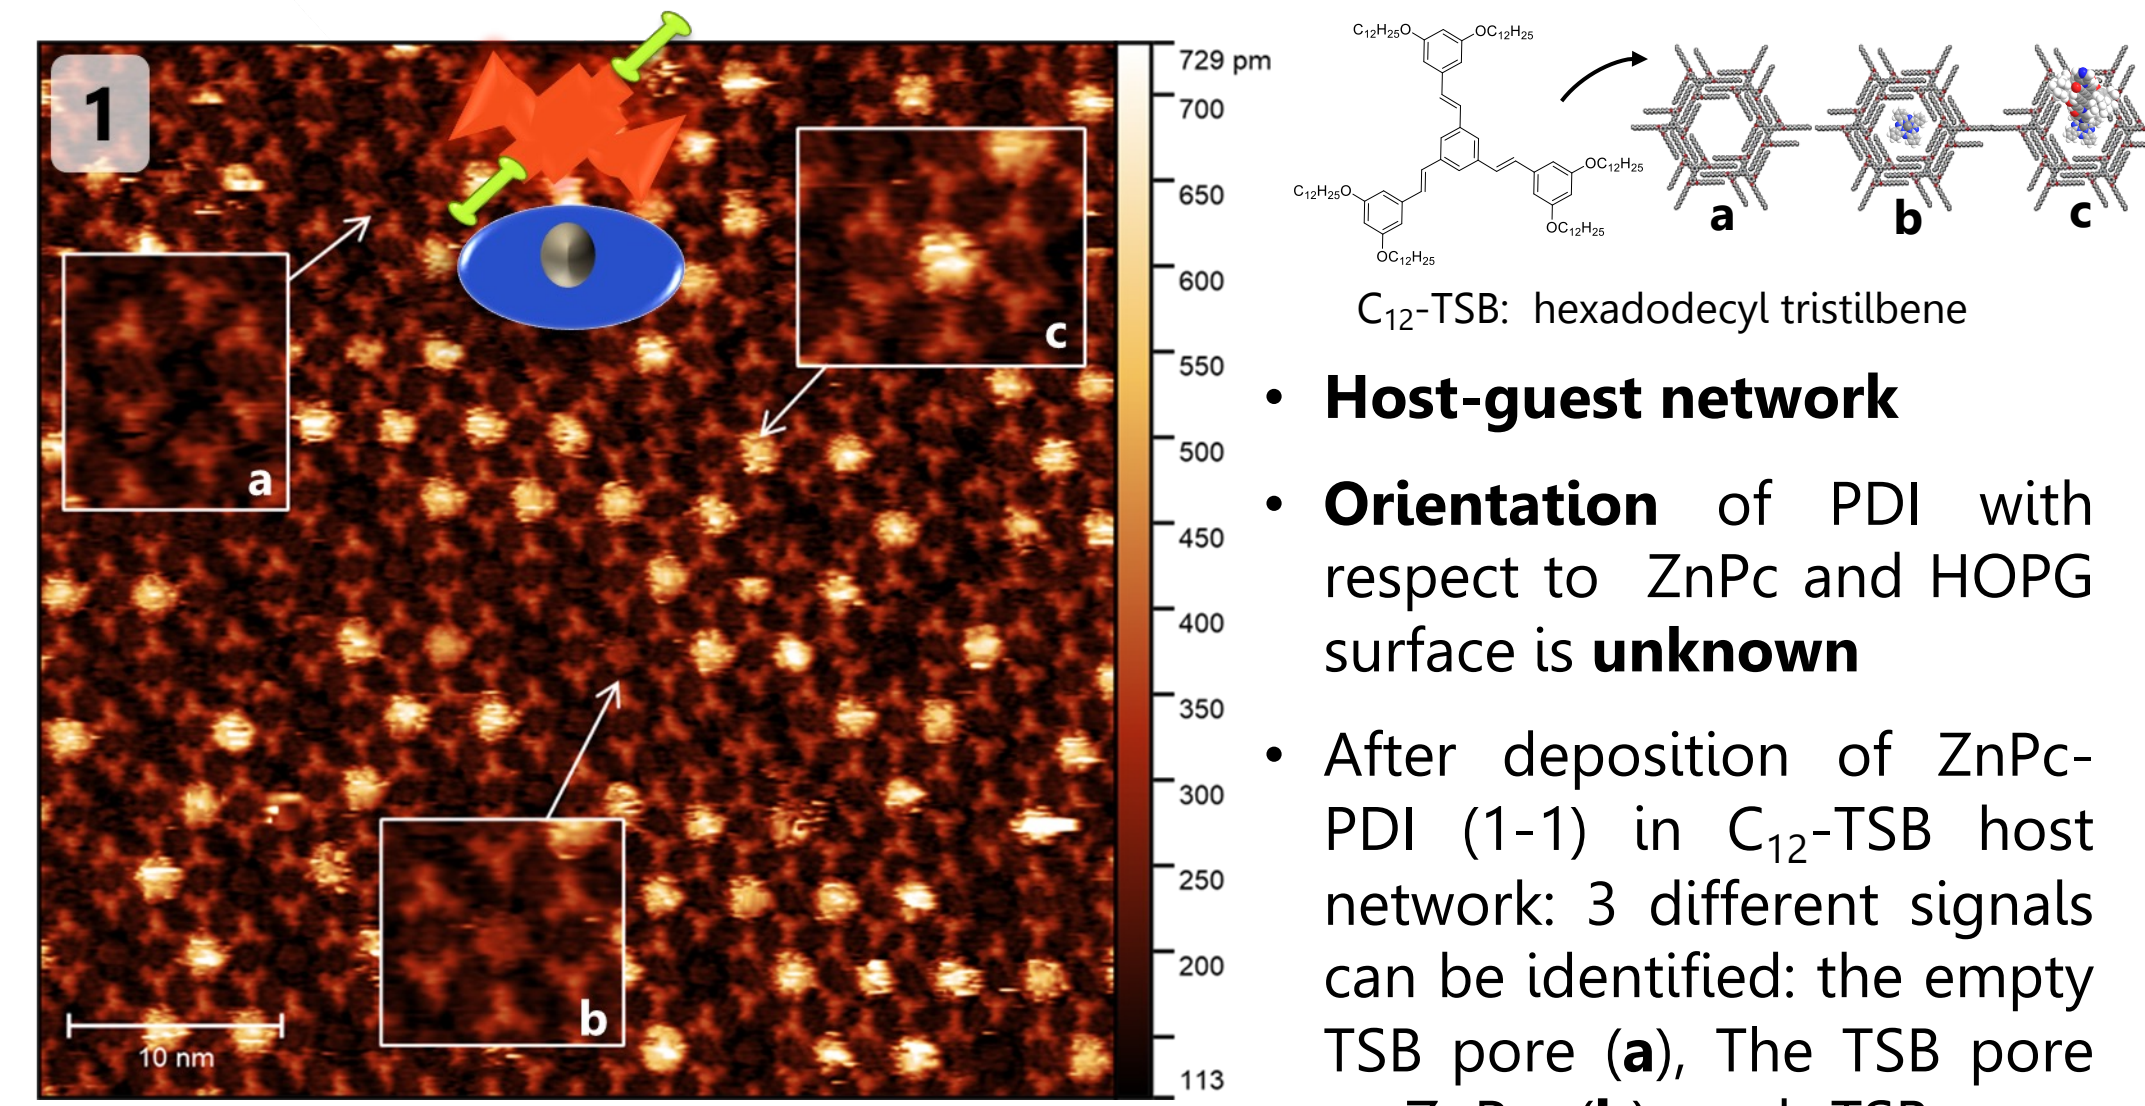 1
a
b
c
10 nm
729 pm
700
650
600
550
500
450
400
350
300
250
200
113
C₁₂H₂₅O
OC₁₂H₂₅
OC₁₂H₂₅
C₁₂H₂₅O
OC₁₂H₂₅
OC₁₂H₂₅
a
b
c
C₁₂-TSB: hexadodecyl tristilbene
• Host-guest network
• Orientation of PDI with
respect to ZnPc and HOPG
surface is unknown
• After deposition of ZnPc-
PDI (1-1) in C₁₂-TSB host
network: 3 different signals
can be identified: the empty
TSB pore (a), The TSB pore